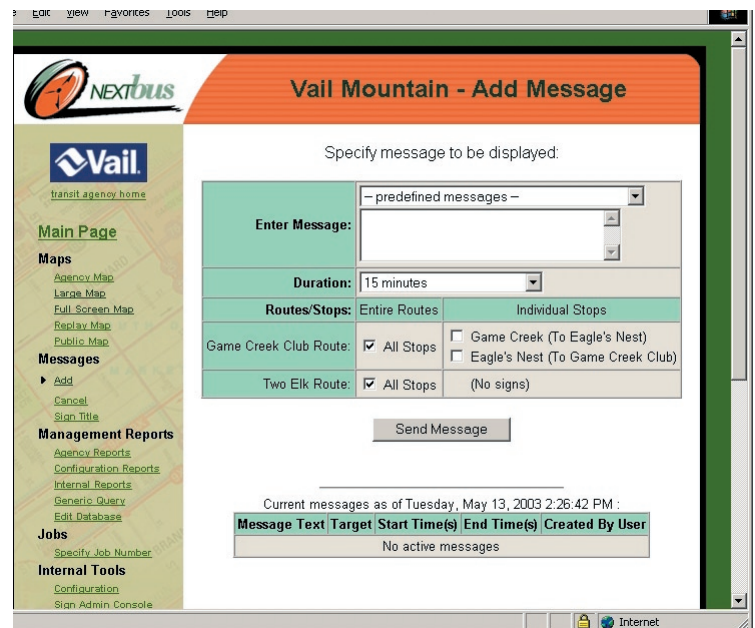 Edit View Favorites Tools Help
NEXTbus
Vail Mountain - Add Message
Vail.
transit agency home
Main Page
Maps
Agency Map
Large Map
Full Screen Map
Replay Map
Public Map
Messages
Add
Cancel
Sign Title
Management Reports
Agency Reports
Configuration Reports
Internal Reports
Generic Query
Edit Database
Jobs
Specify Job Number
Internal Tools
Configuration
Sign Admin Console
Specify message to be displayed:
Enter Message:
– predefined messages –
Duration: 15 minutes
Routes/Stops: Entire Routes Individual Stops
Game Creek Club Route: All Stops
Game Creek (To Eagle's Nest)
Eagle's Nest (To Game Creek Club)
Two Elk Route: All Stops (No signs)
Send Message
Current messages as of Tuesday, May 13, 2003 2:26:42 PM :
Message Text Target Start Time(s) End Time(s) Created By User
No active messages
Internet